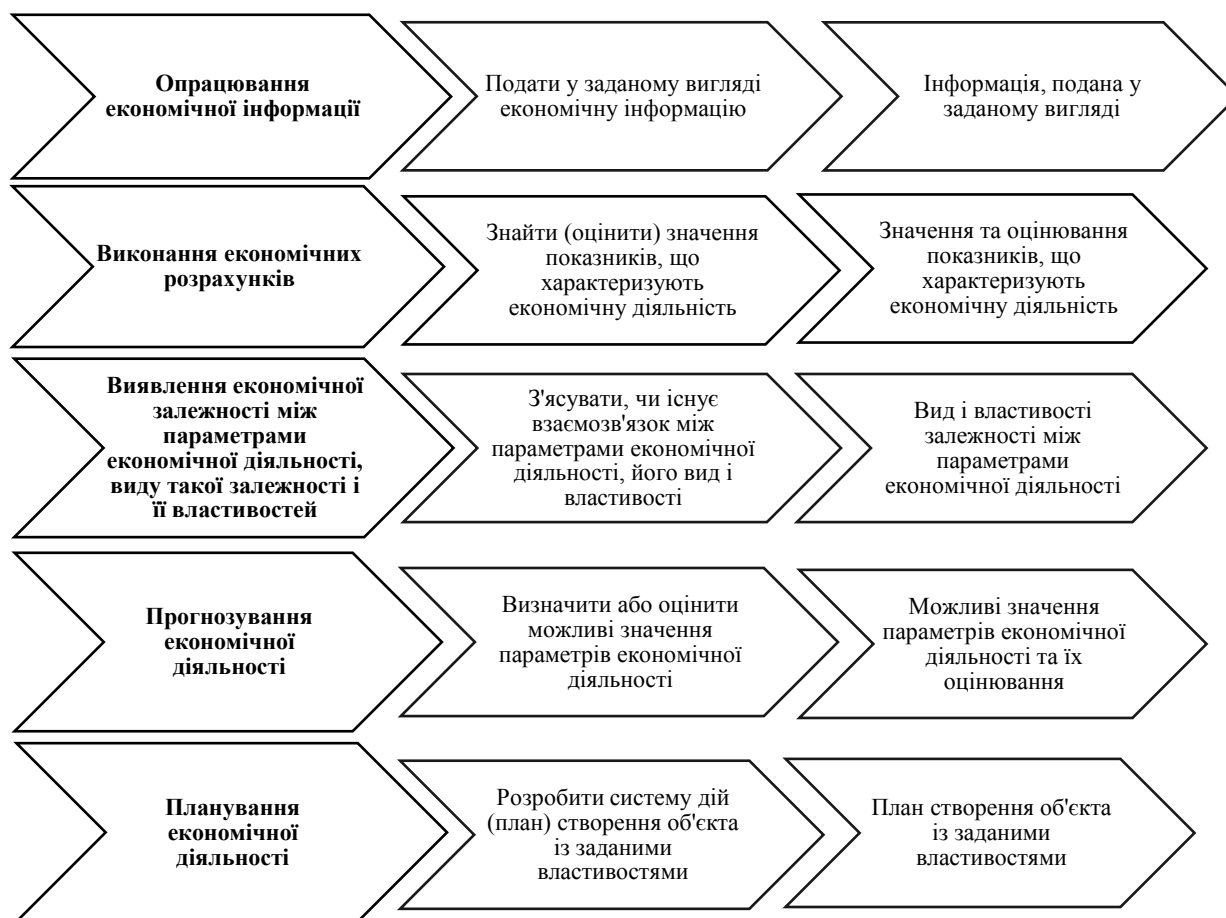 Опрацювання
економічної інформації
Подати у заданому вигляді
економічну інформацію
Інформація, подана у
заданому вигляді
Виконання економічних
розрахунків
Знайти (оцінити) значення
показників, що
характеризують
економічну діяльність
Значення та оцінювання
показників, що
характеризують
економічну діяльність
Виявлення економічної
залежності між
параметрами
економічної діяльності,
виду такої залежності і
її властивостей
З'ясувати, чи існує
взаємозв'язок між
параметрами економічної
діяльності, його вид і
властивості
Вид і властивості
залежності між
параметрами
економічної діяльності
Прогнозування
економічної
діяльності
Визначити або оцінити
можливі значення
параметрів економічної
діяльності
Можливі значення
параметрів економічної
діяльності та їх
оцінювання
Планування
економічної
діяльності
Розробити систему дій
(план) створення об'єкта
із заданими
властивостями
План створення об'єкта
із заданими
властивостями